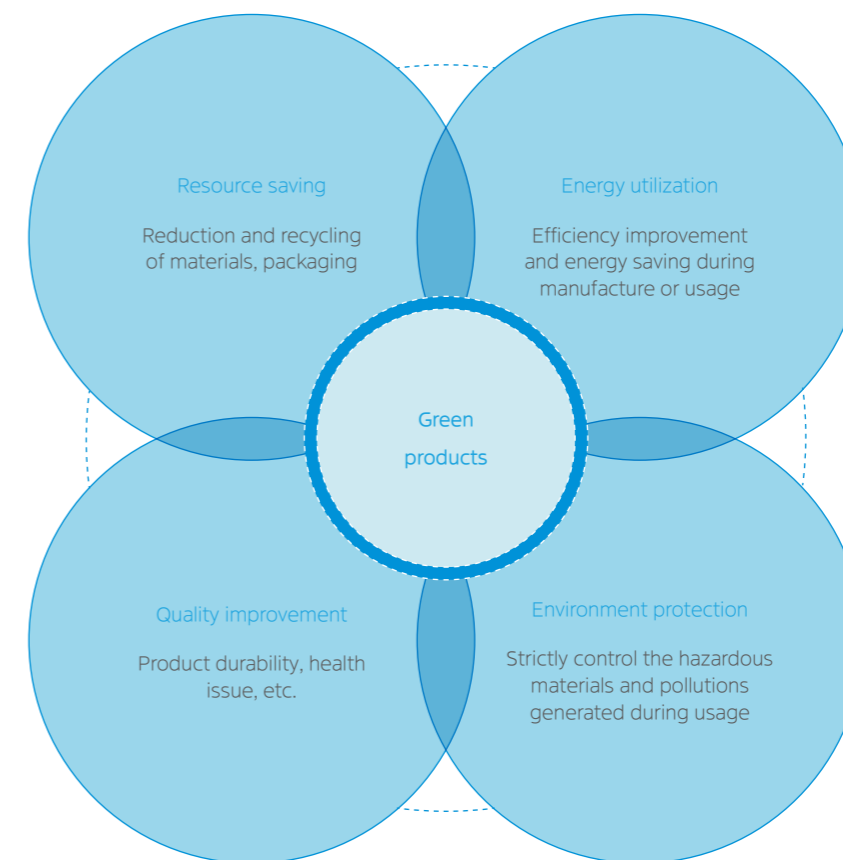 Resource saving
Reduction and recycling
of materials, packaging
Energy utilization
Efficiency improvement
and energy saving during
manufacture or usage
Green
products
Quality improvement
Product durability, health
issue, etc.
Environment protection
Strictly control the hazardous
materials and pollutions
generated during usage